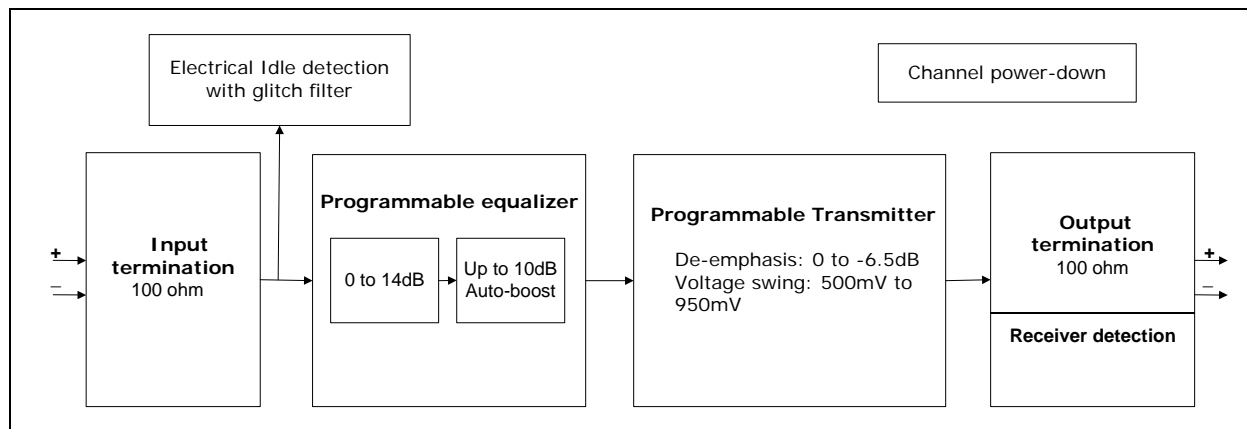 Electrical Idle detection
with glitch filter
Channel power-down
+
–
Input
termination
100 ohm
Programmable equalizer
0 to 14dB
Up to 10dB
Auto-boost
Programmable Transmitter
De-emphasis: 0 to -6.5dB
Voltage swing: 500mV to
950mV
Output
termination
100 ohm
+
–
Receiver detection